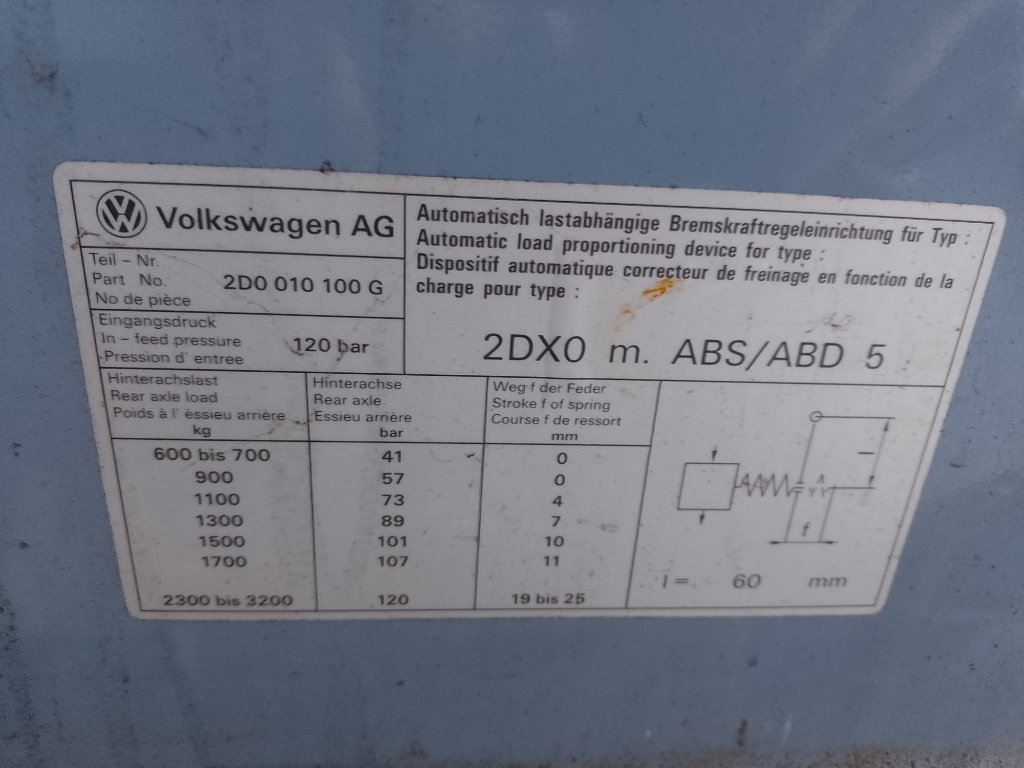 Volkswagen AG
Automatisch lastabhängige Bremskraftregeleinrichtung für Typ :
Automatic load proportioning device for type :
Dispositif automatique correcteur de freinage en fonction de la
charge pour type :
2DX0 m. ABS/ABD 5
Teil – Nr.
Part No.
No de pièce
2D0 010 100 G
Eingangsdruck
In – feed pressure
Pression d' entree
120 bar
Hinterachslast
Rear axle load
Poids à l' essieu arrière
kg
Hinterachse
Rear axle
Essieu arrière
bar
Weg f der Feder
Stroke f of spring
Course f de ressort
mm
600 bis 700 41 0
900 57 0
1100 73 4
1300 89 7
1500 101 10
1700 107 11
2300 bis 3200 120 19 bis 25
l
f
l = 60 mm